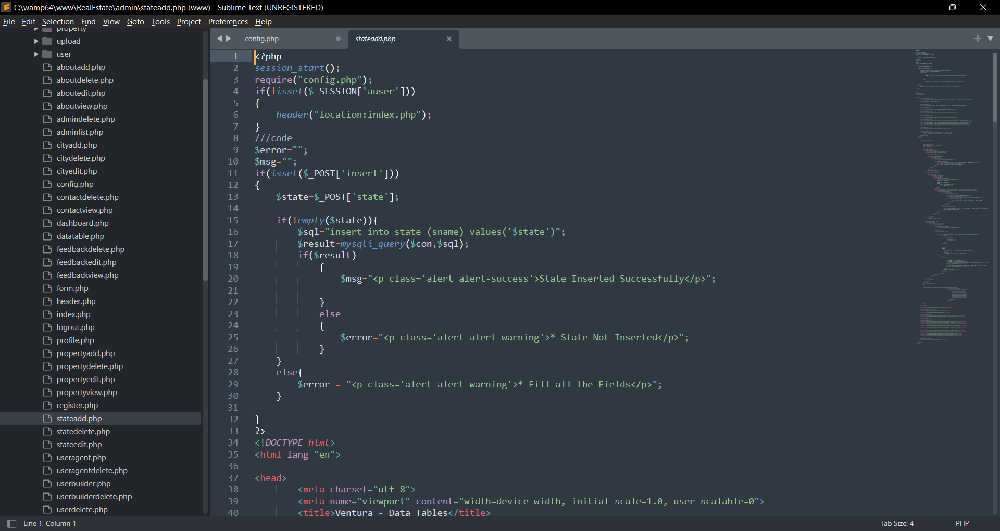 C:\wamp64\www\RealEstate\admin\stateadd.php (www) - Sublime Text (UNREGISTERED)
File Edit Selection Find View Goto Tools Project Preferences Help
property
upload
user
aboutadd.php
aboutdelete.php
aboutedit.php
aboutview.php
admindelete.php
adminlist.php
cityadd.php
citydelete.php
cityedit.php
config.php
contactdelete.php
contactview.php
dashboard.php
datatable.php
feedbackdelete.php
feedbackedit.php
feedbackview.php
form.php
header.php
index.php
logout.php
profile.php
propertyadd.php
propertydelete.php
propertyedit.php
propertyview.php
register.php
stateadd.php
statedelete.php
stateedit.php
useragent.php
useragentdelete.php
userbuilder.php
userbuilderdelete.php
userdelete.php
config.php stateadd.php
1 <?php
2 session_start();
3 require("config.php");
4 if(!isset($_SESSION['auser']))
5 {
6 header("location:index.php");
7 }
8 ///code
9 $error="";
10 $msg="";
11 if(isset($_POST['insert']))
12 {
13 $state=$_POST['state'];
14
15 if(!empty($state)){
16 $sql="insert into state (sname) values('$state')";
17 $result=mysqli_query($con,$sql);
18 if($result)
19 {
20 $msg="<p class='alert alert-success'>State Inserted Successfully</p>";
21
22 }
23 else
24 {
25 $error="<p class='alert alert-warning'>* State Not Inserted</p>";
26 }
27 }
28 else{
29 $error = "<p class='alert alert-warning'>* Fill all the Fields</p>";
30 }
31
32 }
33 ?>
34 <!DOCTYPE html>
35 <html lang="en">
36
37 <head>
38 <meta charset="utf-8">
39 <meta name="viewport" content="width=device-width, initial-scale=1.0, user-scalable=0">
40 <title>Ventura - Data Tables</title>
Line 1, Column 1 Tab Size: 4 PHP